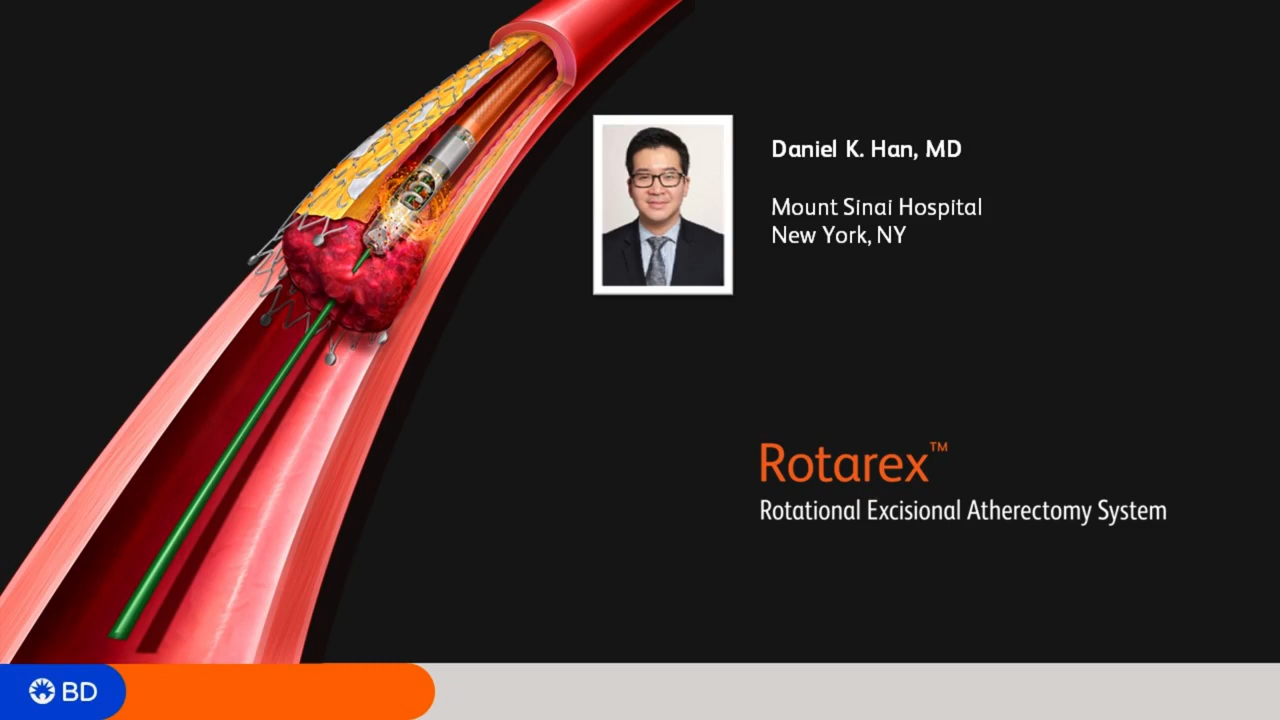 Daniel K. Han, MD
Mount Sinai Hospital
New York, NY
Rotarex™
Rotational Excisional Atherectomy System
BD